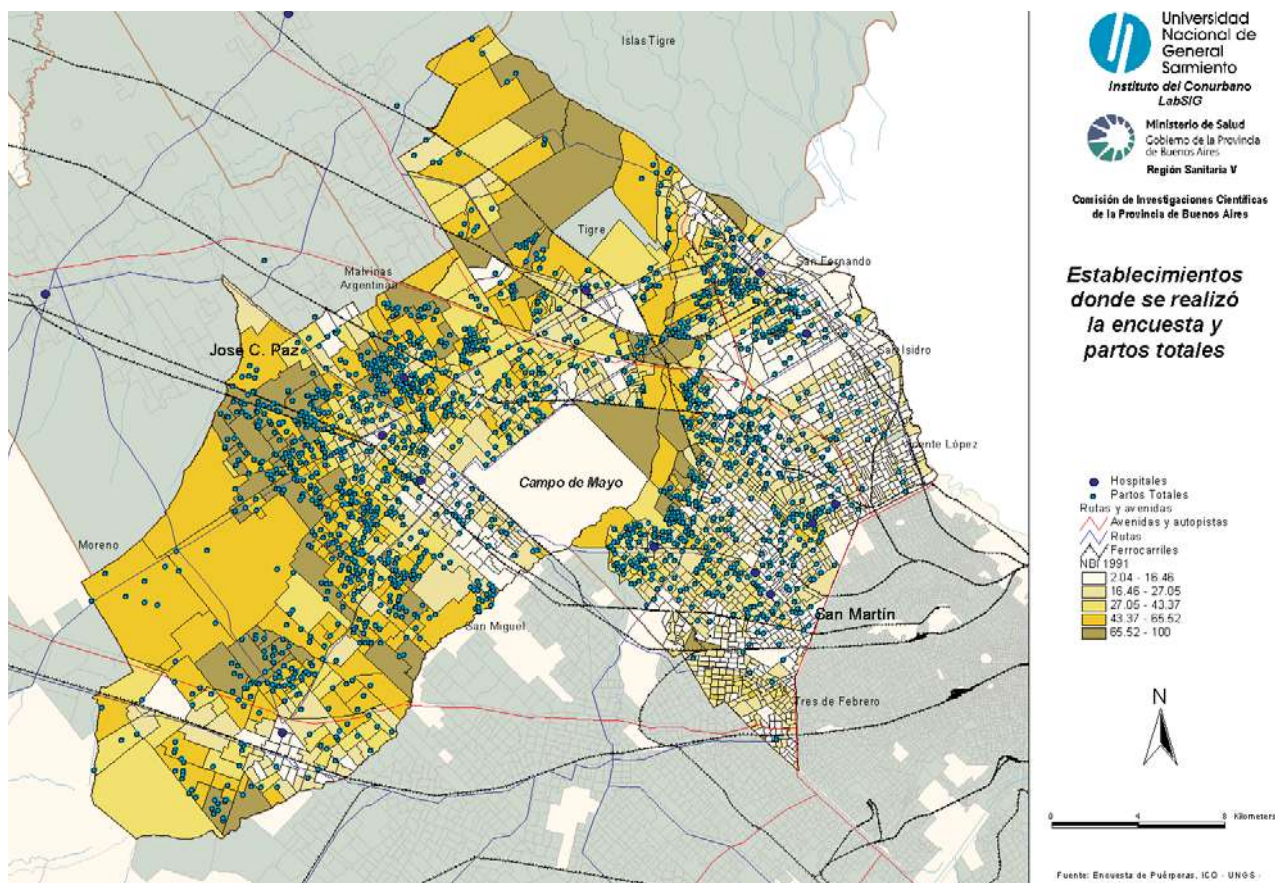 Islas Tigre
Tigre
San Fernando
Malvinas
Argentinas
José C. Paz
San Isidro
Vicente López
Campo de Mayo
Moreno
San Miguel
San Martín
Tres de Febrero
Universidad
Nacional de
General
Sarmiento
Instituto del Conurbano
LabSIG
Ministerio de Salud
Gobierno de la Provincia
de Buenos Aires
Región Sanitaria V
Comisión de Investigaciones Científicas
de la Provincia de Buenos Aires
Establecimientos
donde se realizó
la encuesta y
partos totales
Hospitales
Partos Totales
Rutas y avenidas
Avenidas y autopistas
Rutas
Ferrocarriles
NBI 1991
2.04 - 16.46
16.46 - 27.05
27.05 - 43.37
43.37 - 65.52
65.52 - 100
N
0 4 8 Kilometers
Fuente: Encuesta de Puérperas, ICO - UNGS -